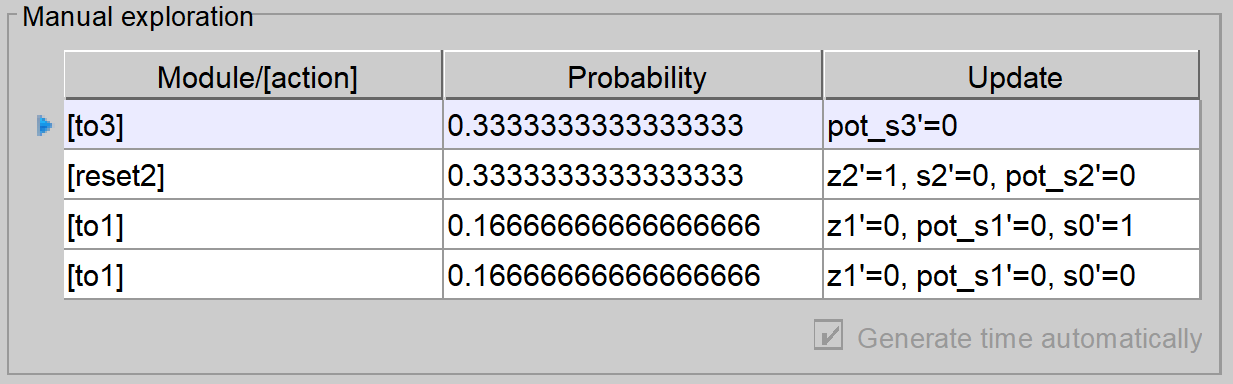 Manual exploration
Module/[action] Probability Update
[to3] 0.3333333333333333 pot_s3'=0
[reset2] 0.3333333333333333 z2'=1, s2'=0, pot_s2'=0
[to1] 0.16666666666666666 z1'=0, pot_s1'=0, s0'=1
[to1] 0.16666666666666666 z1'=0, pot_s1'=0, s0'=0
Generate time automatically